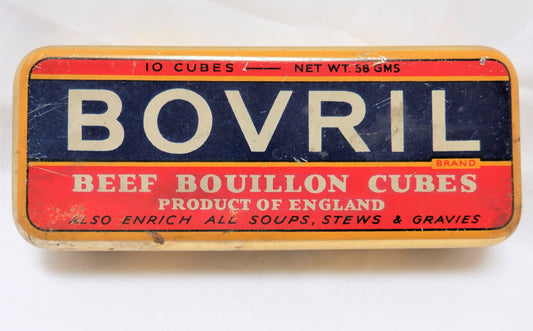 10 CUBES — NET WT. 58 GMS
BOVRIL
BRAND
BEEF BOUILLON CUBES
PRODUCT OF ENGLAND
ALSO ENRICH ALL SOUPS, STEWS & GRAVIES